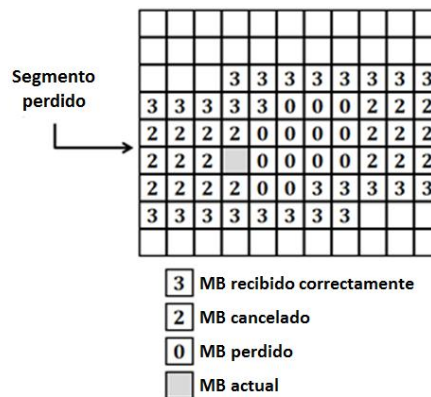 Segmento
perdido
3 3 3 3 3 3 3 3
3 3 3 3 3 0 0 0 2 2 2
2 2 2 2 0 0 0 0 2 2 2
2 2 2 0 0 0 0 2 2 2
2 2 2 2 0 0 3 3 3 3 3
3 3 3 3 3 3 3 3
3 MB recibido correctamente
2 MB cancelado
0 MB perdido
MB actual